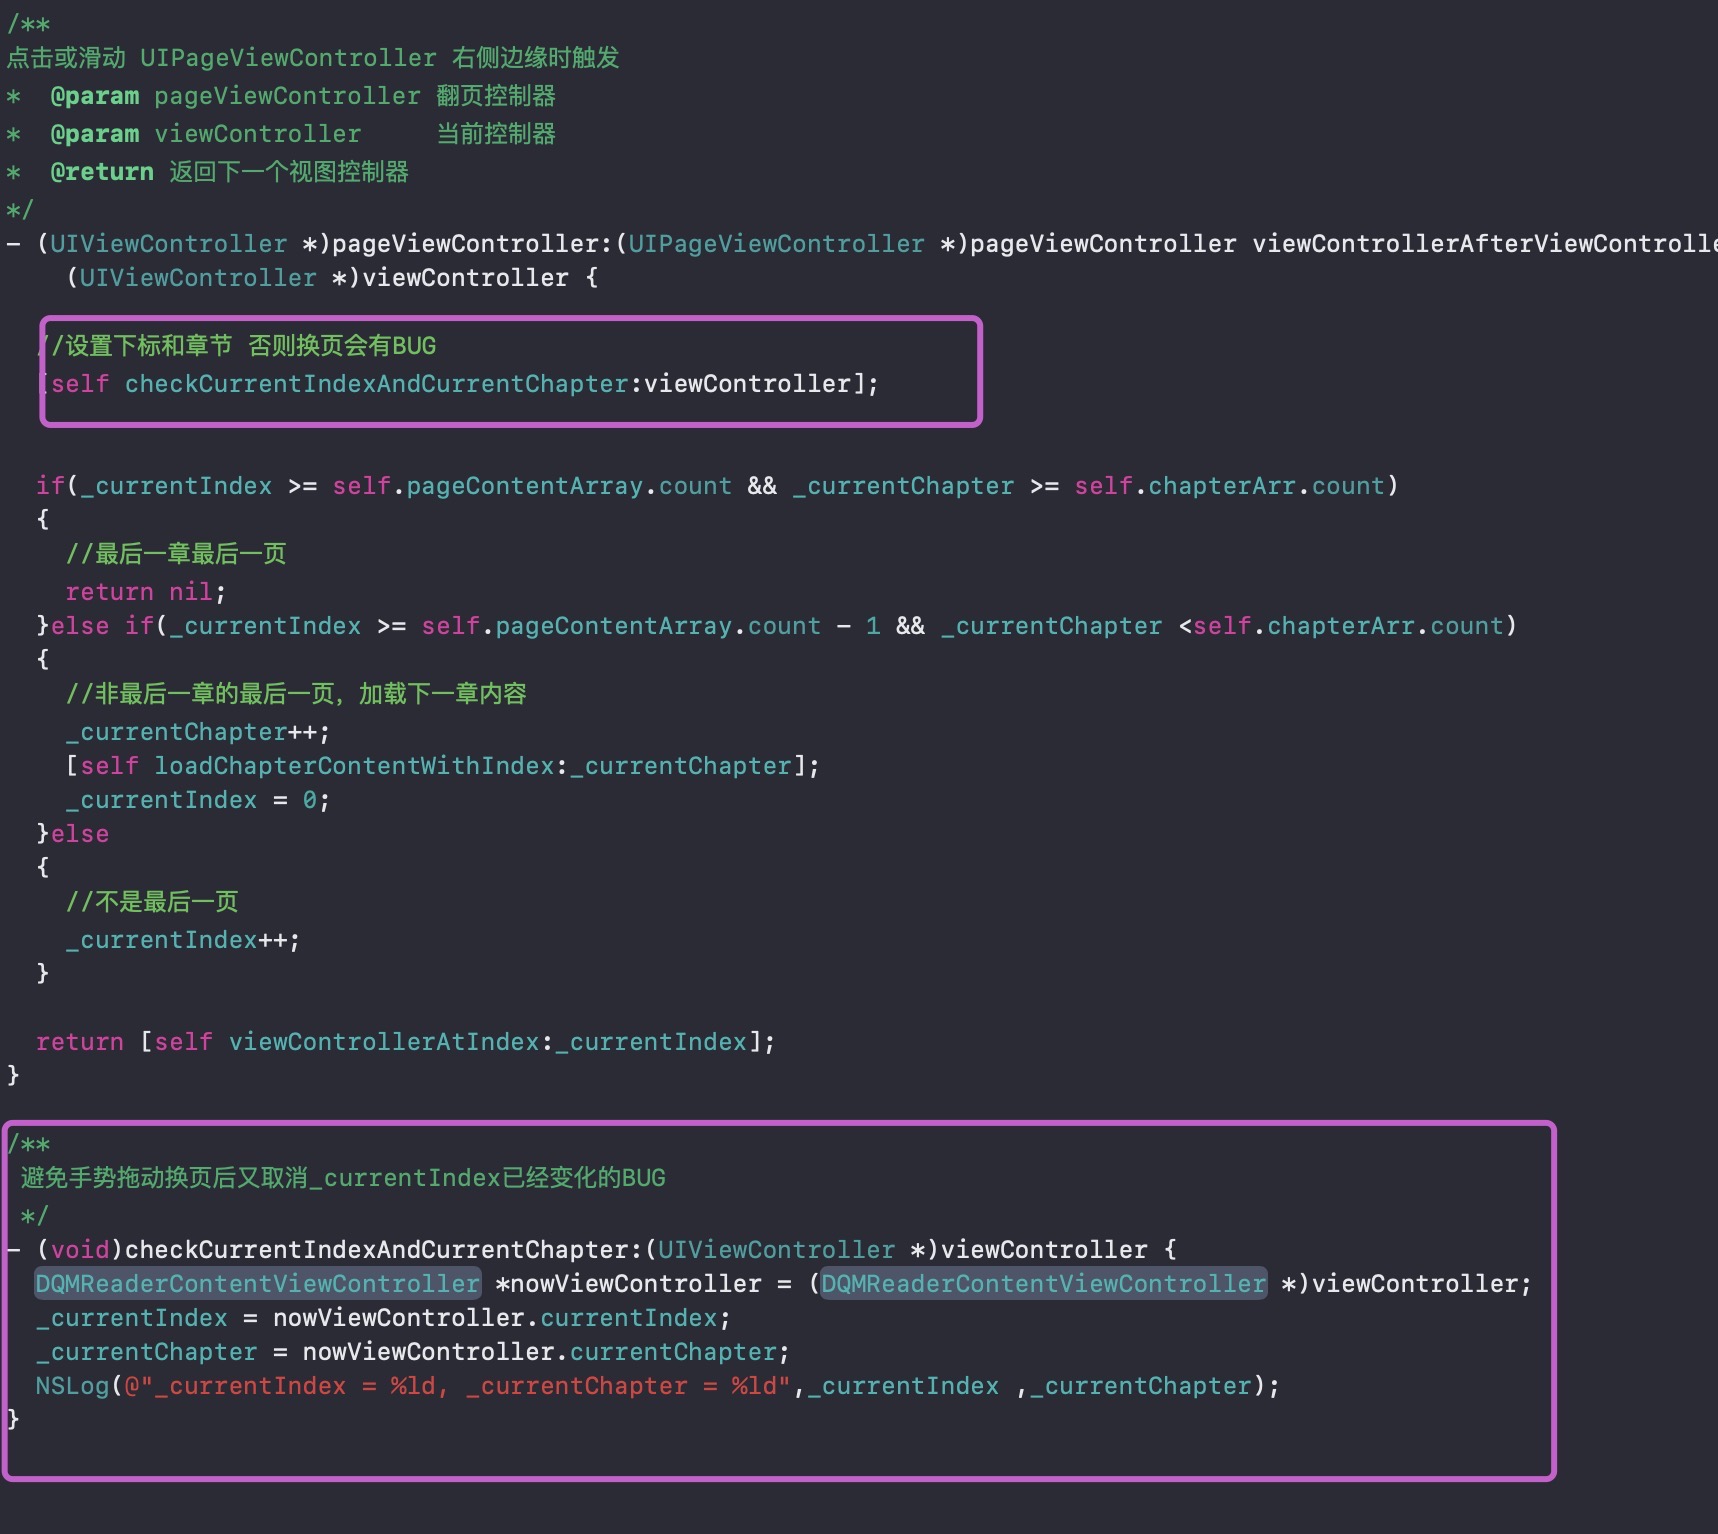 /**
点击或滑动 UIPageViewController 右侧边缘时触发
*  @param pageViewController 翻页控制器
*  @param viewController     当前控制器
*  @return 返回下一个视图控制器
*/
- (UIViewController *)pageViewController:(UIPageViewController *)pageViewController viewControllerAfterViewControlle
    (UIViewController *)viewController {
  //设置下标和章节 否则换页会有BUG
  [self checkCurrentIndexAndCurrentChapter:viewController];
  if(_currentIndex >= self.pageContentArray.count && _currentChapter >= self.chapterArr.count)
  {
    //最后一章最后一页
    return nil;
  }else if(_currentIndex >= self.pageContentArray.count - 1 && _currentChapter <self.chapterArr.count)
  {
    //非最后一章的最后一页，加载下一章内容
    _currentChapter++;
    [self loadChapterContentWithIndex:_currentChapter];
    _currentIndex = 0;
  }else
  {
    //不是最后一页
    _currentIndex++;
  }
  return [self viewControllerAtIndex:_currentIndex];
}
/**
 避免手势拖动换页后又取消_currentIndex已经变化的BUG
 */
- (void)checkCurrentIndexAndCurrentChapter:(UIViewController *)viewController {
  DQMReaderContentViewController *nowViewController = (DQMReaderContentViewController *)viewController;
  _currentIndex = nowViewController.currentIndex;
  _currentChapter = nowViewController.currentChapter;
  NSLog(@"_currentIndex = %ld, _currentChapter = %ld",_currentIndex ,_currentChapter);
}